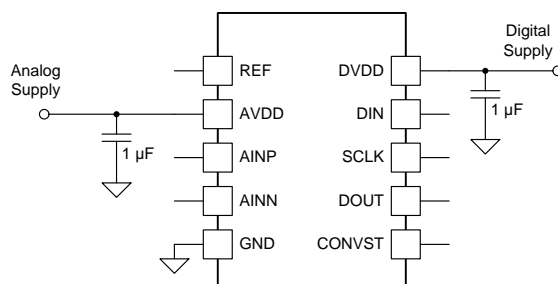 Analog
Supply
1 µF
REF
AVDD
AINP
AINN
GND
DVDD
DIN
SCLK
DOUT
CONVST
Digital
Supply
1 µF